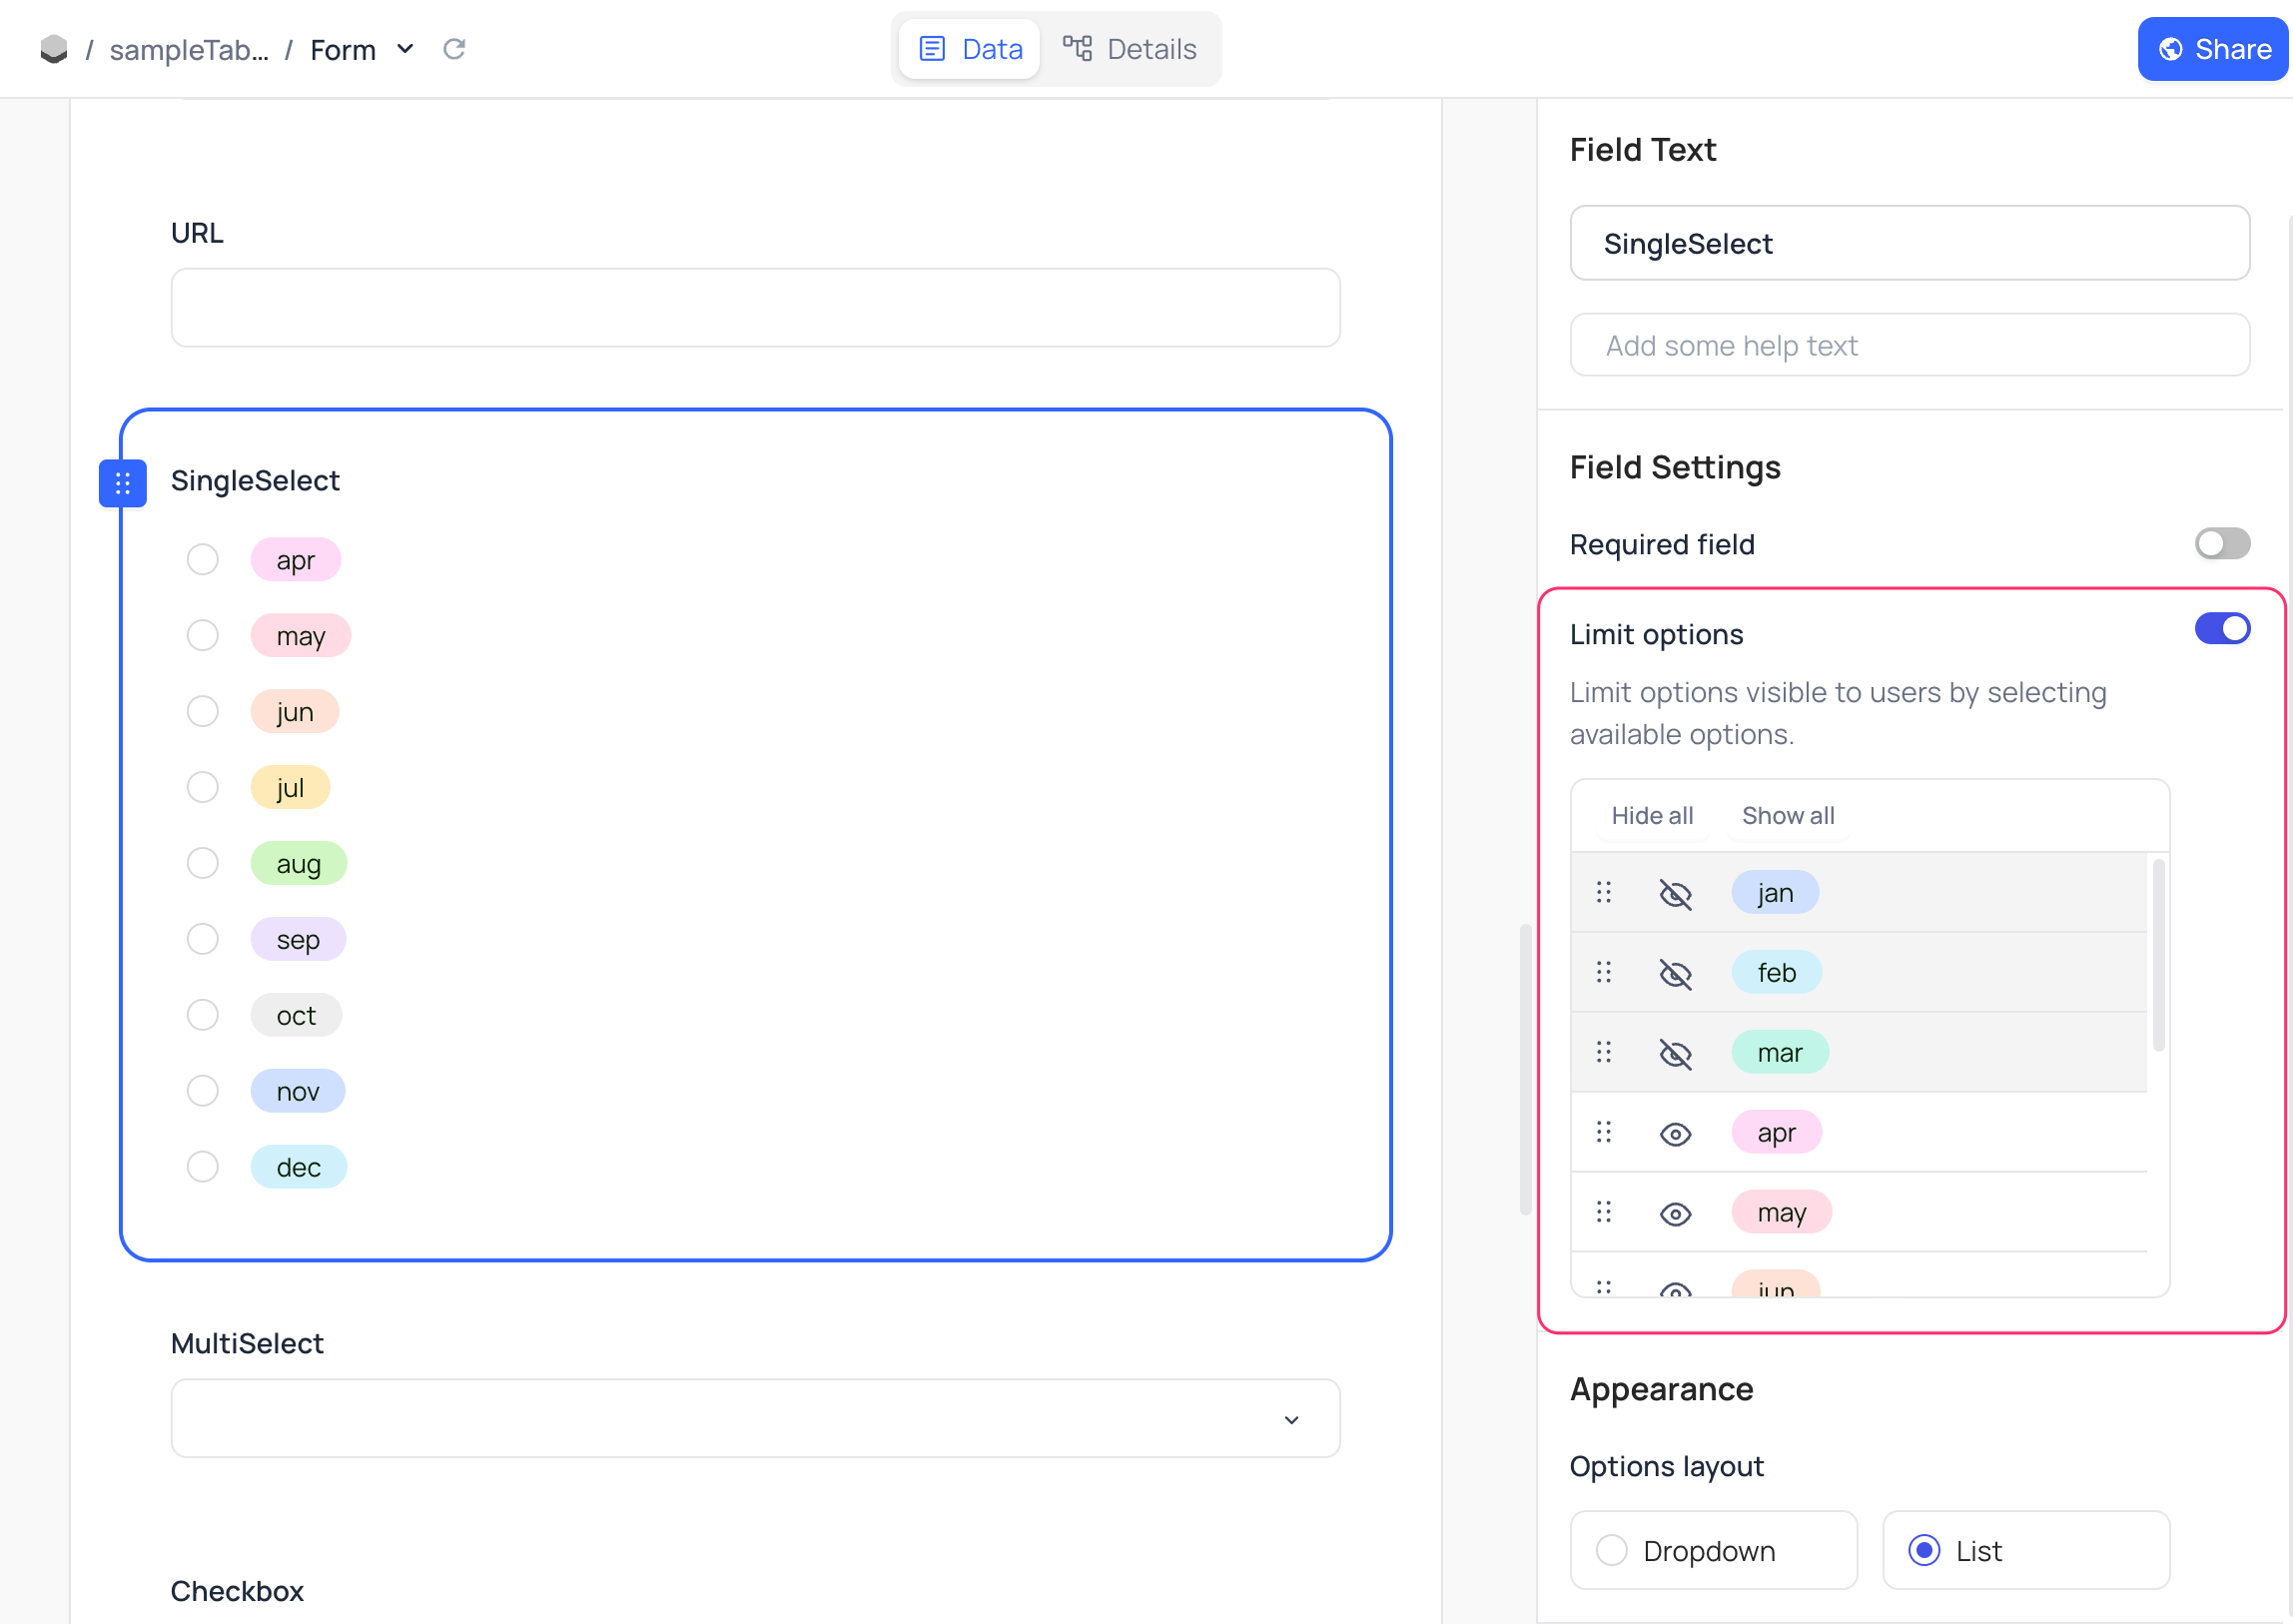 / sampleTab... / Form
Data
Details
Share
URL
SingleSelect
apr
may
jun
jul
aug
sep
oct
nov
dec
MultiSelect
Checkbox
Field Text
SingleSelect
Add some help text
Field Settings
Required field
Limit options
Limit options visible to users by selecting
available options.
Hide all Show all
jan
feb
mar
apr
may
jun
Appearance
Options layout
Dropdown
List